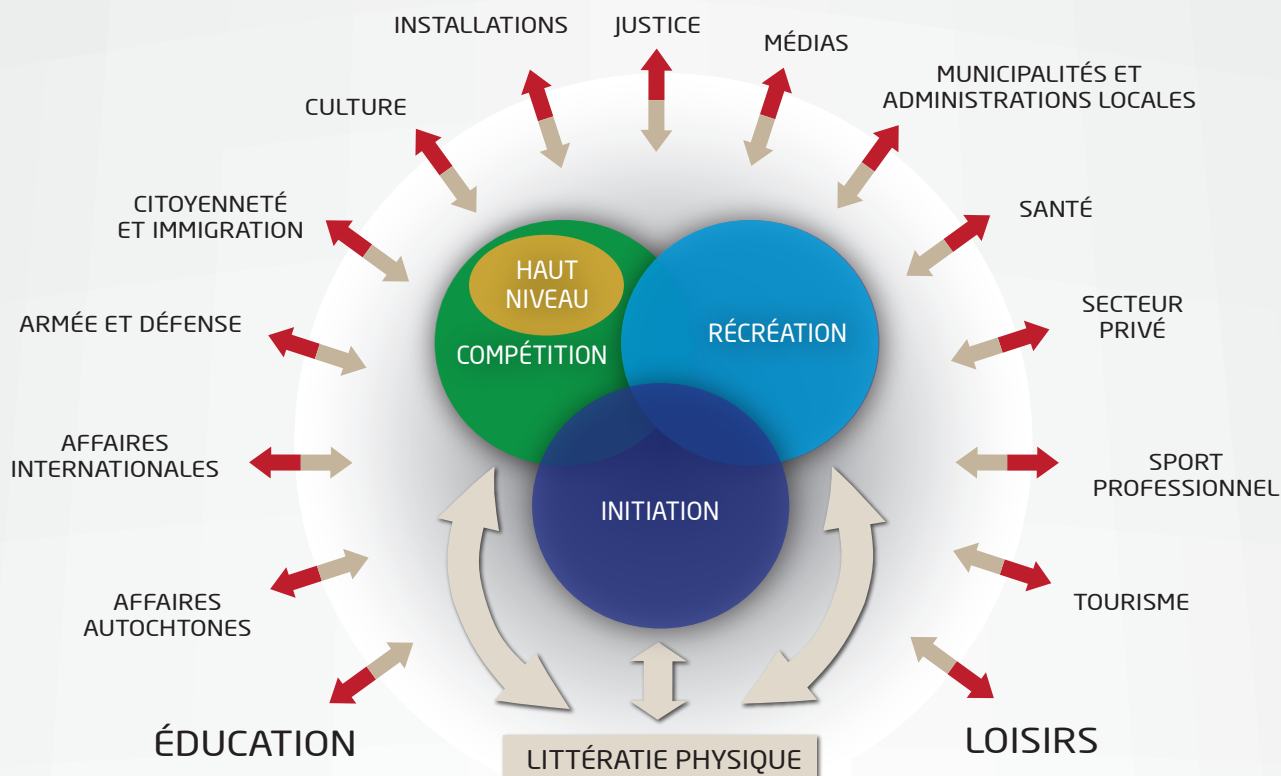 INSTALLATIONS
JUSTICE
MÉDIAS
MUNICIPALITÉS ET
ADMINISTRATIONS LOCALES
CULTURE
CITOYENNETÉ
ET IMMIGRATION
SANTÉ
HAUT
NIVEAU
COMPÉTITION
RÉCRÉATION
SECTEUR
PRIVÉ
ARMÉE ET DÉFENSE
AFFAIRES
INTERNATIONALES
SPORT
PROFESSIONNEL
INITIATION
AFFAIRES
AUTOCHTONES
TOURISME
ÉDUCATION
LOISIRS
LITTÉRATIE PHYSIQUE